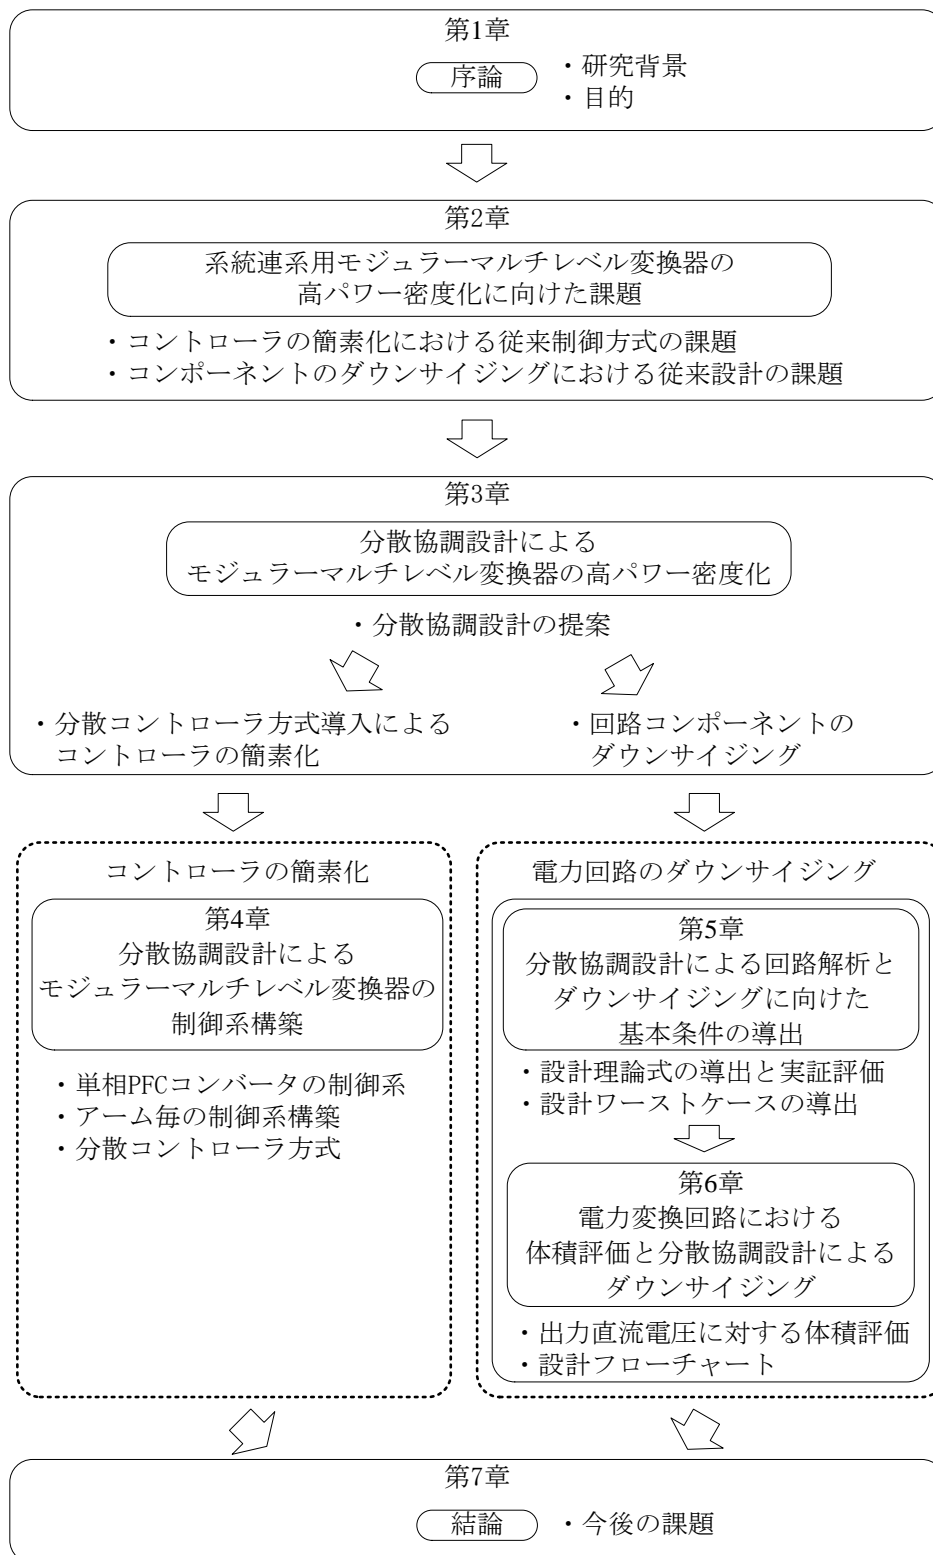 第1章
序論
・研究背景
・目的
第2章
系統連系用モジュラーマルチレベル変換器の
高パワー密度化に向けた課題
・コントローラの簡素化における従来制御方式の課題
・コンポーネントのダウンサイジングにおける従来設計の課題
第3章
分散協調設計による
モジュラーマルチレベル変換器の高パワー密度化
・分散協調設計の提案
・分散コントローラ方式導入による
コントローラの簡素化
・回路コンポーネントの
ダウンサイジング
コントローラの簡素化
第4章
分散協調設計による
モジュラーマルチレベル変換器の
制御系構築
・単相PFCコンバータの制御系
・アーム毎の制御系構築
・分散コントローラ方式
電力回路のダウンサイジング
第5章
分散協調設計による回路解析と
ダウンサイジングに向けた
基本条件の導出
・設計理論式の導出と実証評価
・設計ワーストケースの導出
第6章
電力変換回路における
体積評価と分散協調設計による
ダウンサイジング
・出力直流電圧に対する体積評価
・設計フローチャート
第7章
結論
・今後の課題